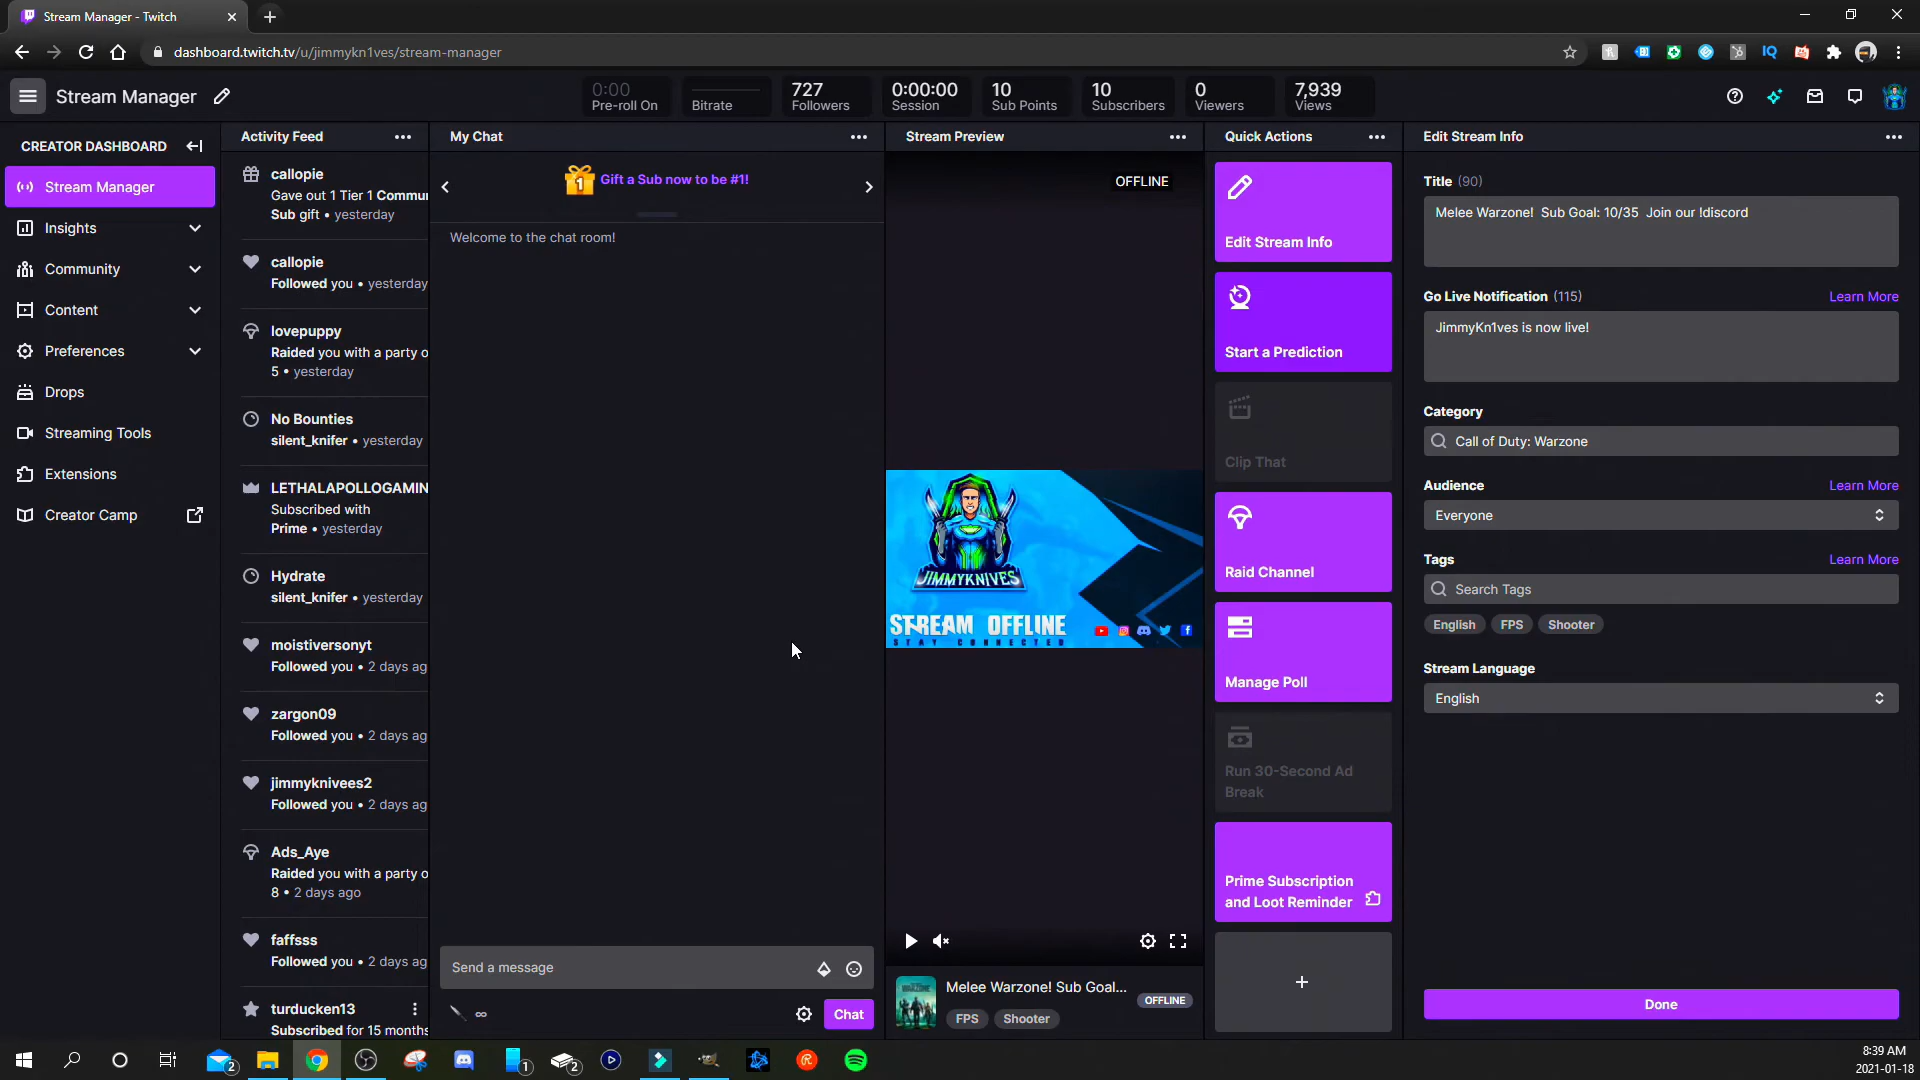 Stream Manager - Twitch
dashboard.twitch.tv/u/jimmykn1ves/stream-manager
Stream Manager
0:00
Pre-roll On
Bitrate
727
Followers
0:00:00
Session
10
Sub Points
10
Subscribers
0
Viewers
7,939
Views
CREATOR DASHBOARD
Stream Manager
Insights
Community
Content
Preferences
Drops
Streaming Tools
Extensions
Creator Camp
Activity Feed
callopie
Gave out 1 Tier 1 Commu
Sub gift • yesterday
callopie
Followed you • yesterday
lovepuppy
Raided you with a party o
5 • yesterday
No Bounties
silent_knifer • yesterday
LETHALAPOLLOGAMIN
Subscribed with
Prime • yesterday
Hydrate
silent_knifer • yesterday
moistiversonyt
Followed you • 2 days ag
zargon09
Followed you • 2 days ag
jimmyknivees2
Followed you • 2 days ag
Ads_Aye
Raided you with a party o
8 • 2 days ago
faffsss
Followed you • 2 days ag
turducken13
Subscribed for 15 months
My Chat
1
Gift a Sub now to be #1!
Welcome to the chat room!
Send a message
∞
Chat
Stream Preview
OFFLINE
JIMMYKNIVES
STREAM OFFLINE
STAY CONNECTED
Melee Warzone! Sub Goal...
OFFLINE
FPS
Shooter
Quick Actions
Edit Stream Info
Start a Prediction
Clip That
Raid Channel
Manage Poll
Run 30-Second Ad
Break
Prime Subscription
and Loot Reminder
+
Edit Stream Info
Title (90)
Melee Warzone! Sub Goal: 10/35 Join our !discord
Go Live Notification (115)
Learn More
JimmyKn1ves is now live!
Category
Call of Duty: Warzone
Audience
Learn More
Everyone
Tags
Learn More
Search Tags
English
FPS
Shooter
Stream Language
English
Done
2
1
2
8:39 AM
2021-01-18